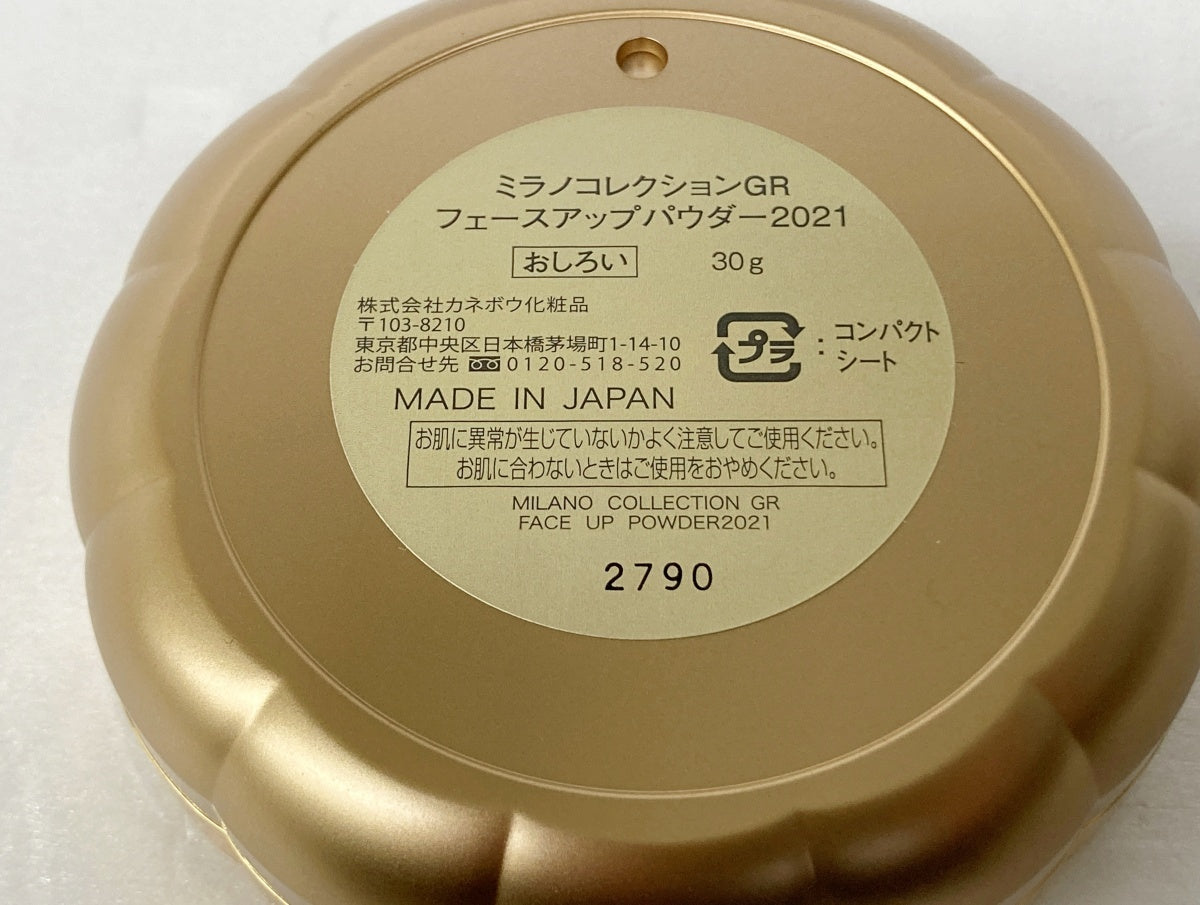 ミラノコレクションGR
フェースアップパウダー2021
おしろい 30g
株式会社カネボウ化粧品
〒103-8210
東京都中央区日本橋茅場町1-14-10
お問合せ先 0120-518-520
プラ : コンパクト
シート
MADE IN JAPAN
お肌に異常が生じていないかよく注意してご使用ください。
お肌に合わないときはご使用をおやめください。
MILANO COLLECTION GR
FACE UP POWDER2021
2790